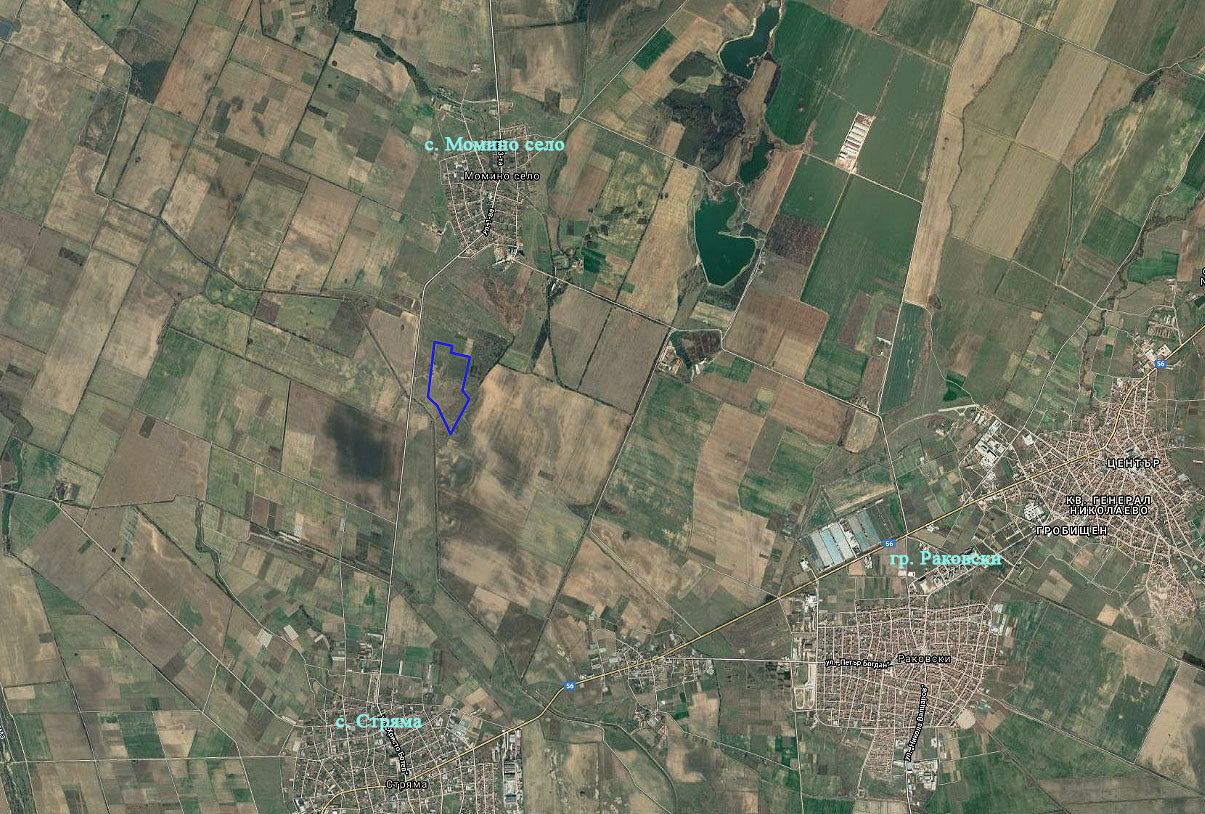 с. Момино село
Момино село
56
ЦЕНТЪР
КВ. ГЕНЕРАЛ
НИКОЛАЕВО
ГРОБИЩЕН
56
гр. Раковски
Раковски
ул. „Петър Богдан“
56
с. Стряма
Стряма